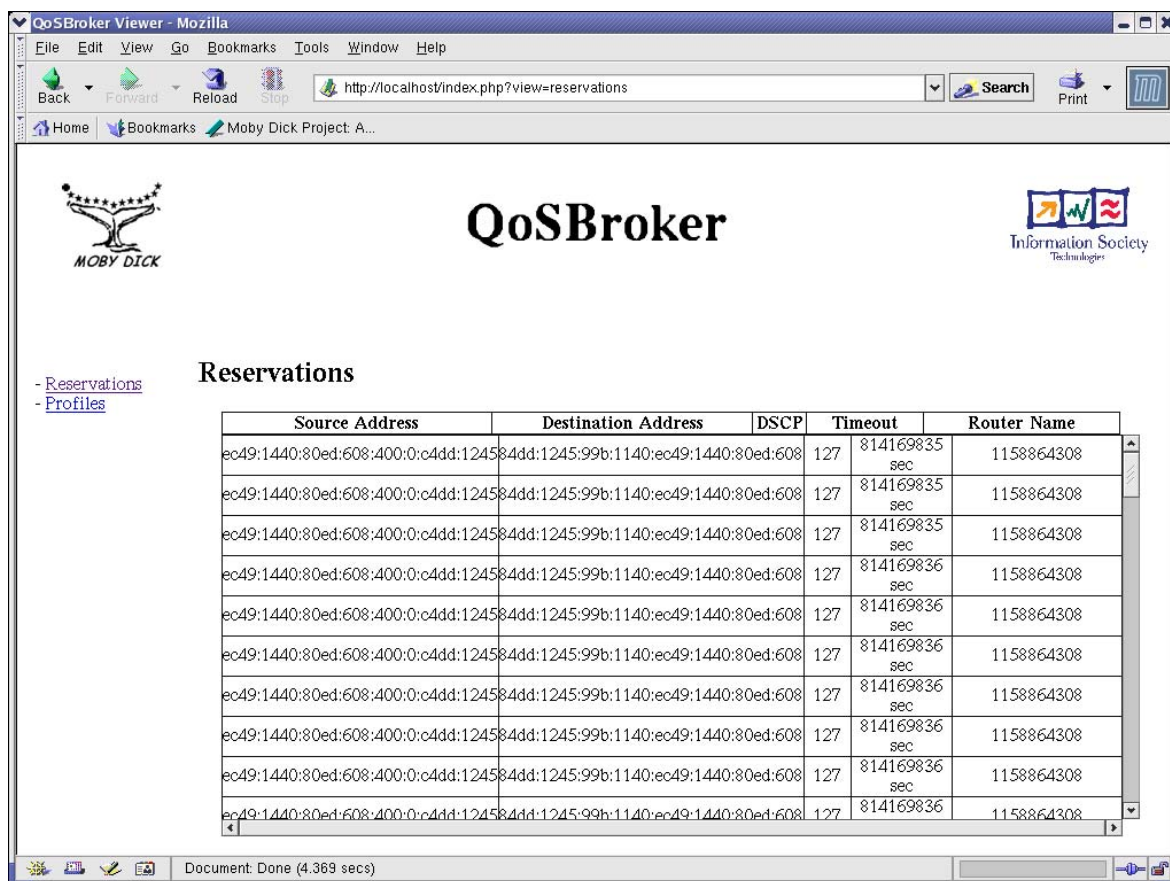 QoSBroker Viewer - Mozilla
File Edit View Go Bookmarks Tools Window Help
Back Forward Reload Stop http://localhost/index.php?view=reservations Search Print
Home Bookmarks Moby Dick Project: A...
MOBY DICK
QoSBroker
Information Society
Technologies
- Reservations
- Profiles
Reservations
Source Address Destination Address DSCP Timeout Router Name
ec49:1440:80ed:608:400:0:c4dd:1245 84dd:1245:99b:1140:ec49:1440:80ed:608 127 814169835 sec 1158864308
ec49:1440:80ed:608:400:0:c4dd:1245 84dd:1245:99b:1140:ec49:1440:80ed:608 127 814169835 sec 1158864308
ec49:1440:80ed:608:400:0:c4dd:1245 84dd:1245:99b:1140:ec49:1440:80ed:608 127 814169835 sec 1158864308
ec49:1440:80ed:608:400:0:c4dd:1245 84dd:1245:99b:1140:ec49:1440:80ed:608 127 814169836 sec 1158864308
ec49:1440:80ed:608:400:0:c4dd:1245 84dd:1245:99b:1140:ec49:1440:80ed:608 127 814169836 sec 1158864308
ec49:1440:80ed:608:400:0:c4dd:1245 84dd:1245:99b:1140:ec49:1440:80ed:608 127 814169836 sec 1158864308
ec49:1440:80ed:608:400:0:c4dd:1245 84dd:1245:99b:1140:ec49:1440:80ed:608 127 814169836 sec 1158864308
ec49:1440:80ed:608:400:0:c4dd:1245 84dd:1245:99b:1140:ec49:1440:80ed:608 127 814169836 sec 1158864308
ec49:1440:80ed:608:400:0:c4dd:1245 84dd:1245:99b:1140:ec49:1440:80ed:608 127 814169836 sec 1158864308
ec49:1440:80ed:608:400:0:c4dd:1245 84dd:1245:99b:1140:ec49:1440:80ed:608 127 814169836 1158864308
Document: Done (4.369 secs)